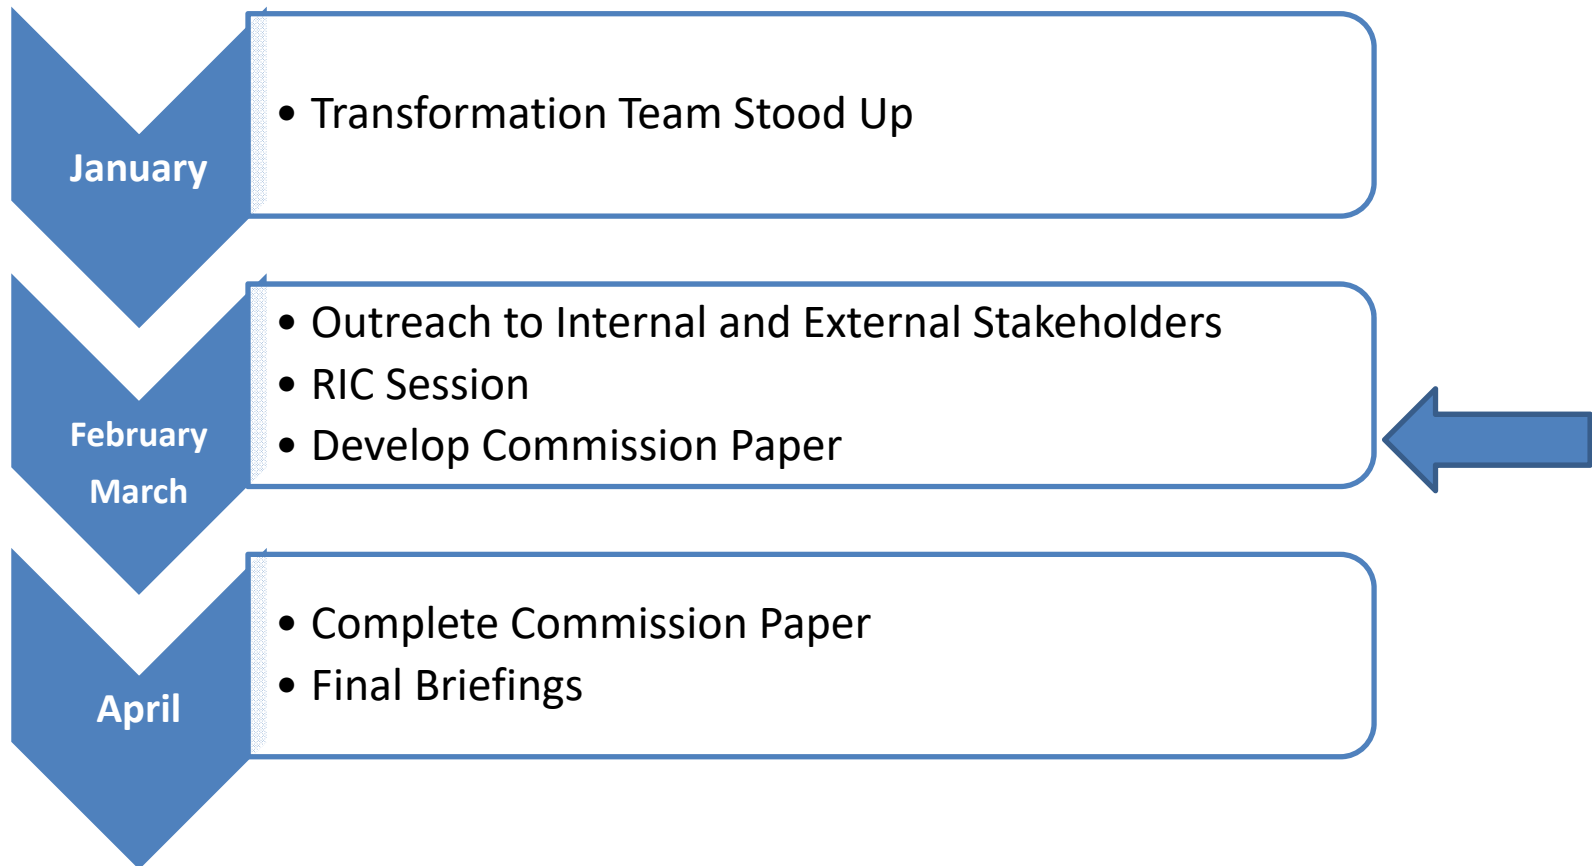 January
• Transformation Team Stood Up
February
March
• Outreach to Internal and External Stakeholders
• RIC Session
• Develop Commission Paper
April
• Complete Commission Paper
• Final Briefings